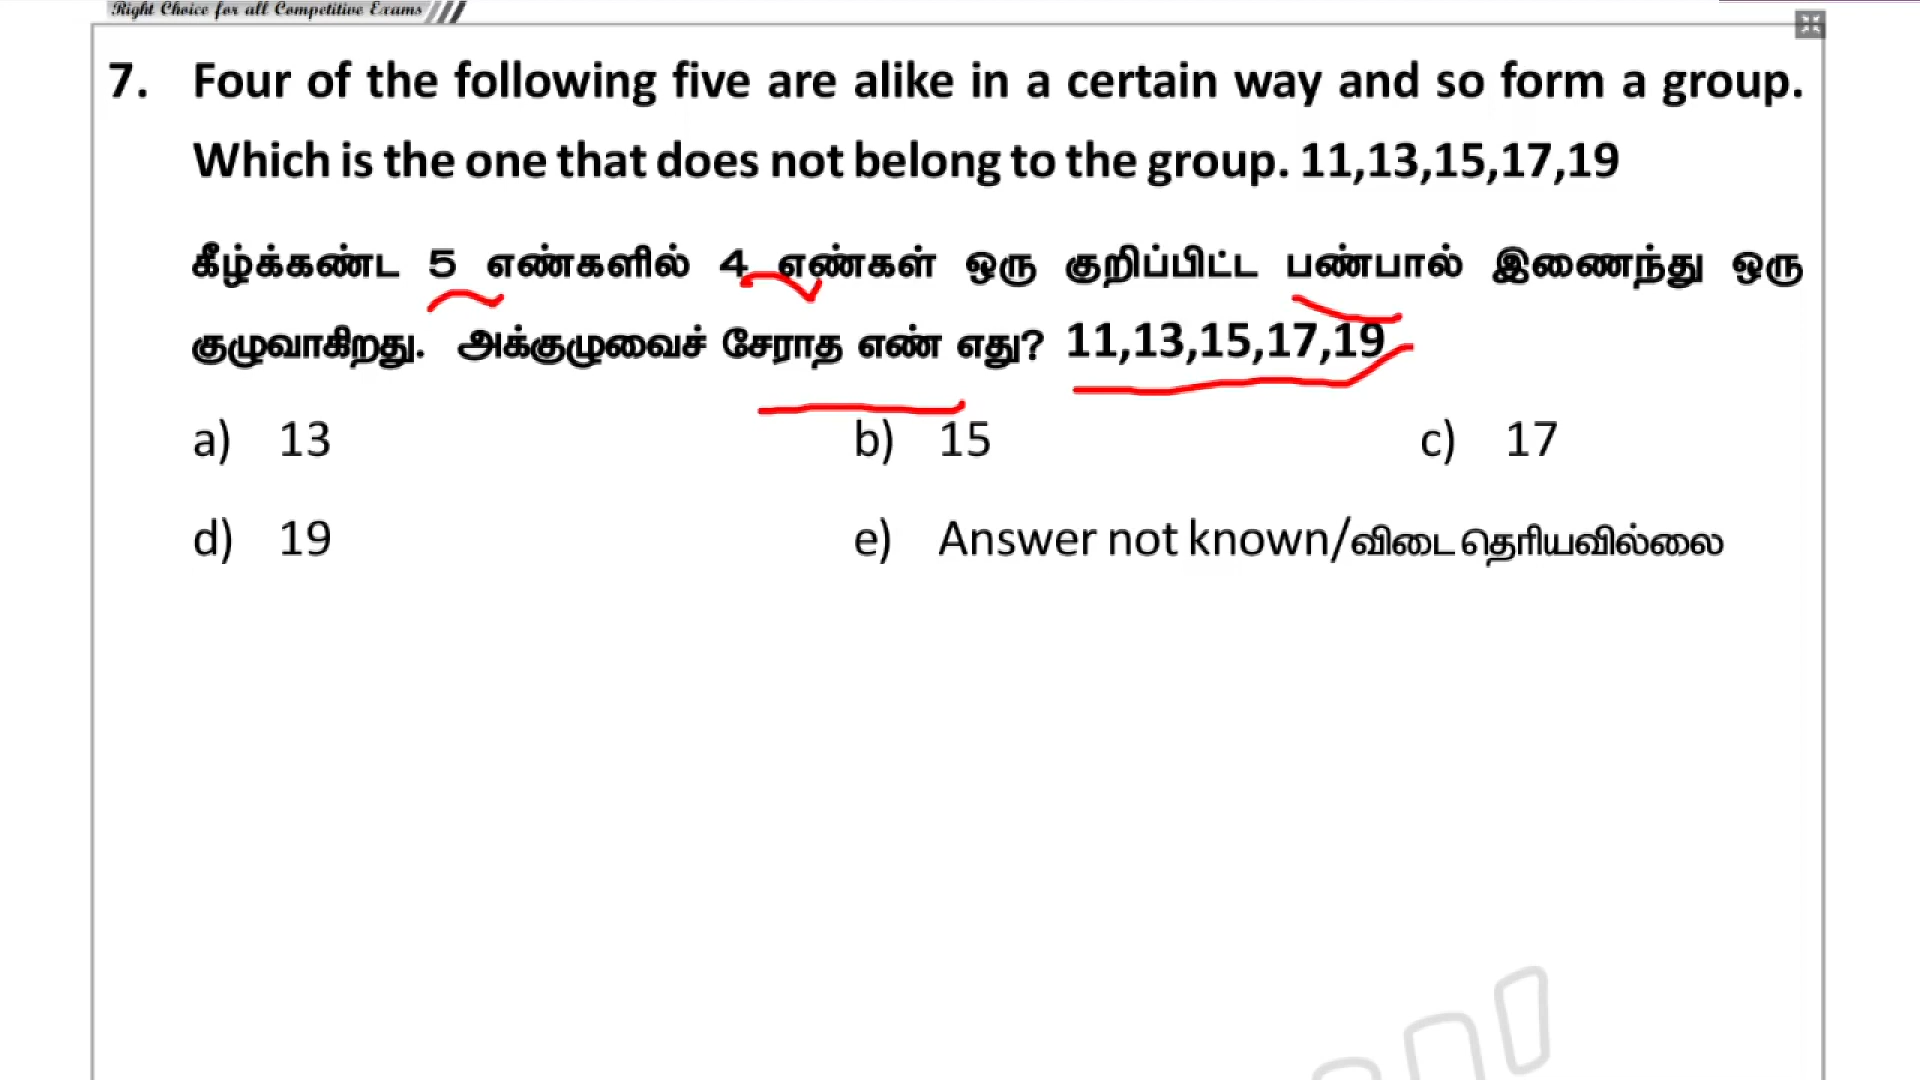 Right Choice for all Competitive Exams
7. Four of the following five are alike in a certain way and so form a group.
Which is the one that does not belong to the group. 11,13,15,17,19
கீழ்க்கண்ட 5 எண்களில் 4 எண்கள் ஒரு குறிப்பிட்ட பண்பால் இணைந்து ஒரு
குழுவாகிறது. அக்குழுவைச் சேராத எண் எது? 11,13,15,17,19
a) 13 b) 15 c) 17
d) 19 e) Answer not known/விடை தெரியவில்லை